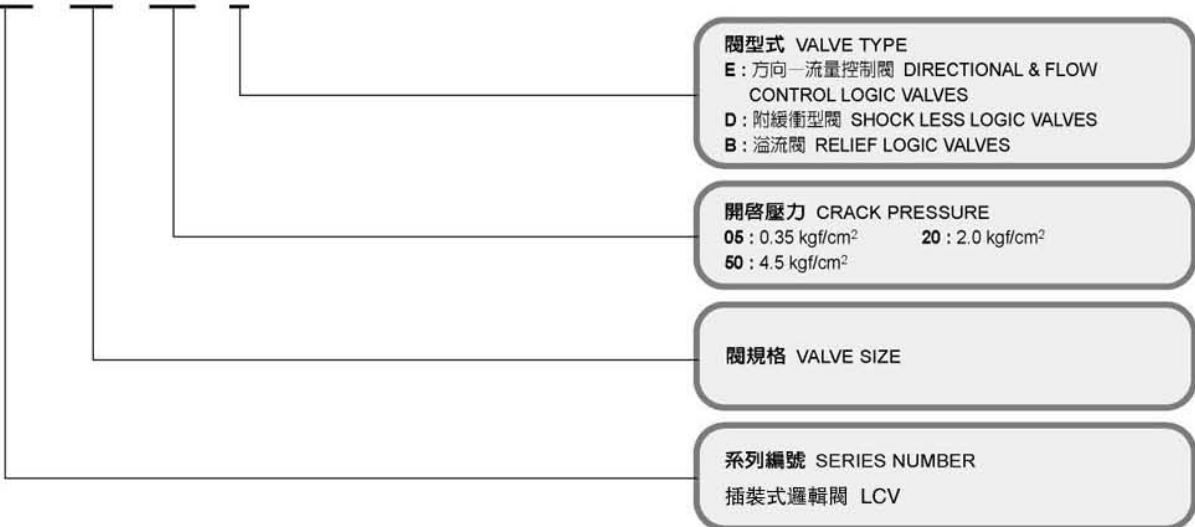 閥型式 VALVE TYPE
E : 方向—流量控制閥 DIRECTIONAL & FLOW
CONTROL LOGIC VALVES
D : 附緩衝型閥 SHOCK LESS LOGIC VALVES
B : 溢流閥 RELIEF LOGIC VALVES
開啓壓力 CRACK PRESSURE
05 : 0.35 kgf/cm² 20 : 2.0 kgf/cm²
50 : 4.5 kgf/cm²
閥規格 VALVE SIZE
系列編號 SERIES NUMBER
插裝式邏輯閥 LCV